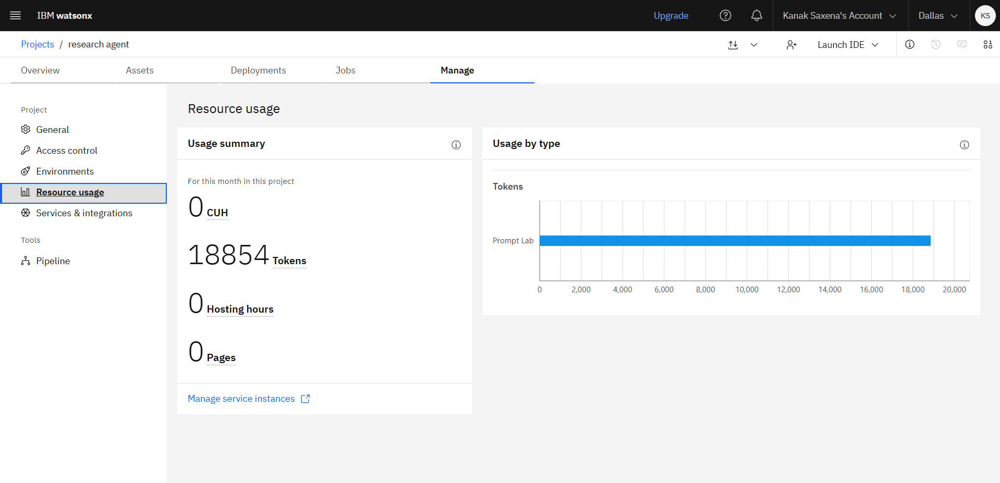 IBM watsonx
Upgrade
Kanak Saxena's Account
Dallas
KS
Projects / research agent
Launch IDE
Overview
Assets
Deployments
Jobs
Manage
Project
General
Access control
Environments
Resource usage
Services & integrations
Tools
Pipeline
Resource usage
Usage summary
For this month in this project
0 CUH
18854 Tokens
0 Hosting hours
0 Pages
Manage service instances
Usage by type
Tokens
Prompt Lab
0 2,000 4,000 6,000 8,000 10,000 12,000 14,000 16,000 18,000 20,000